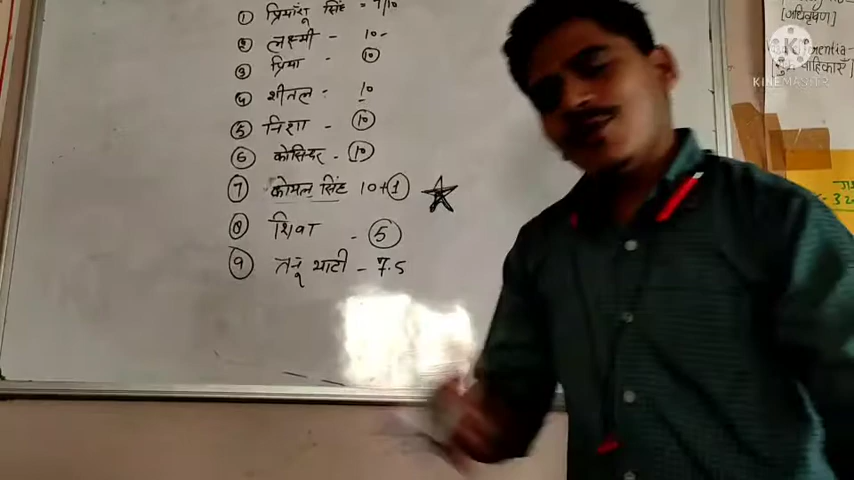 ① प्रियांशू सिंह = 9/10
② लक्ष्मी - 10-
③ प्रिया - ⑩
④ शीतल - 10
⑤ निशा - ⑩
⑥ कोसिदर - ⑩
⑦ कोमल सिंह 10+① ★
⑧ शिवा - ⑤
⑨ तनू भाटी - 7.5
KINEMASTER